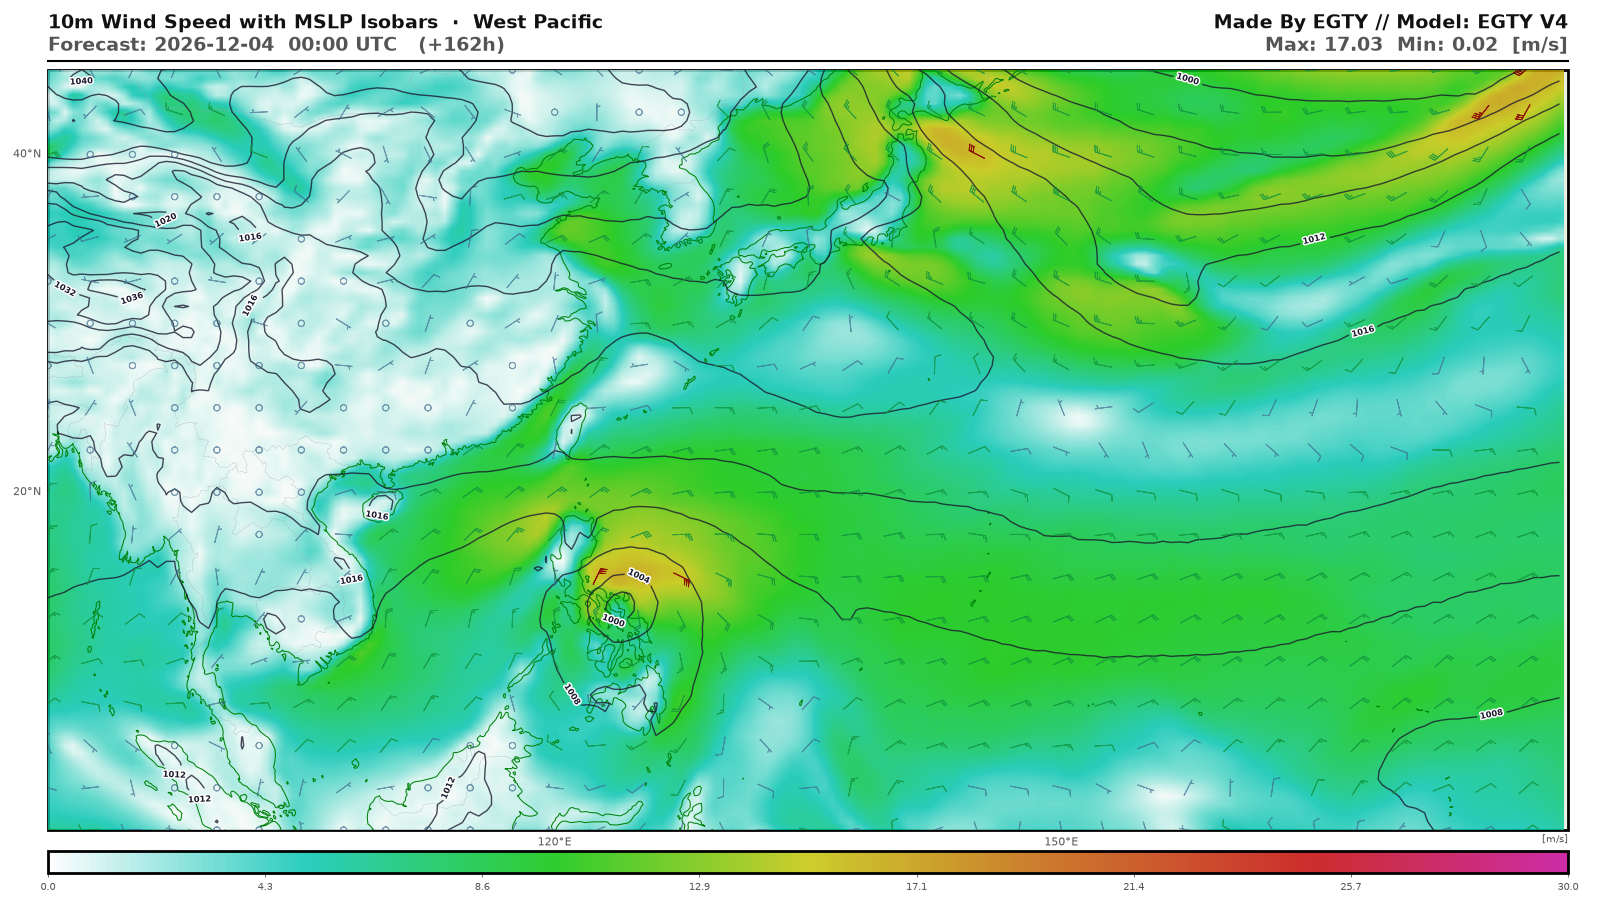 10m Wind Speed with MSLP Isobars · West Pacific
Made By EGTY // Model: EGTY V4
Forecast: 2026-12-04 00:00 UTC (+162h)
Max: 17.03 Min: 0.02 [m/s]
1040
1000
40°N
1020
1016
1012
1032
1036
1016
1016
20°N
1016
1016
1004
1000
1008
1008
1012
1012
1012
120°E
150°E
[m/s]
0.0 4.3 8.6 12.9 17.1 21.4 25.7 30.0